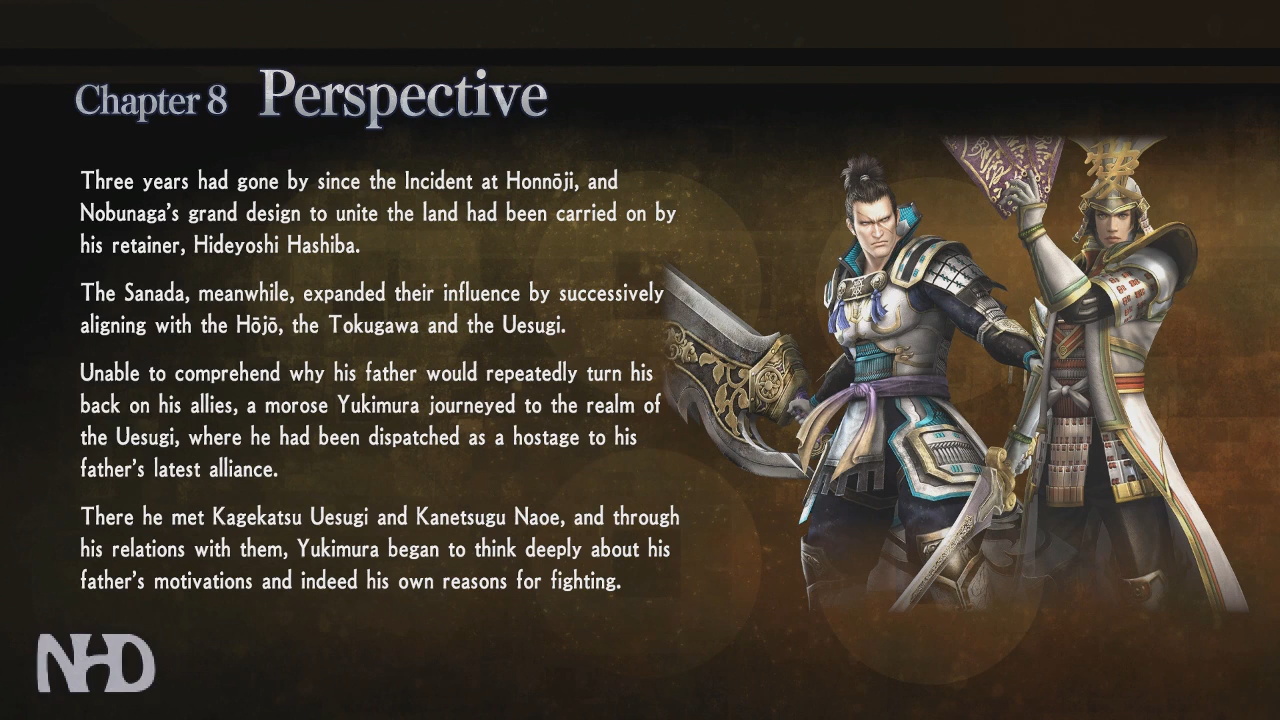 Chapter 8 Perspective
Three years had gone by since the Incident at Honnōji, and
Nobunaga's grand design to unite the land had been carried on by
his retainer, Hideyoshi Hashiba.
The Sanada, meanwhile, expanded their influence by successively
aligning with the Hōjō, the Tokugawa and the Uesugi.
Unable to comprehend why his father would repeatedly turn his
back on his allies, a morose Yukimura journeyed to the realm of
the Uesugi, where he had been dispatched as a hostage to his
father's latest alliance.
There he met Kagekatsu Uesugi and Kanetsugu Naoe, and through
his relations with them, Yukimura began to think deeply about his
father's motivations and indeed his own reasons for fighting.
愛
NHD